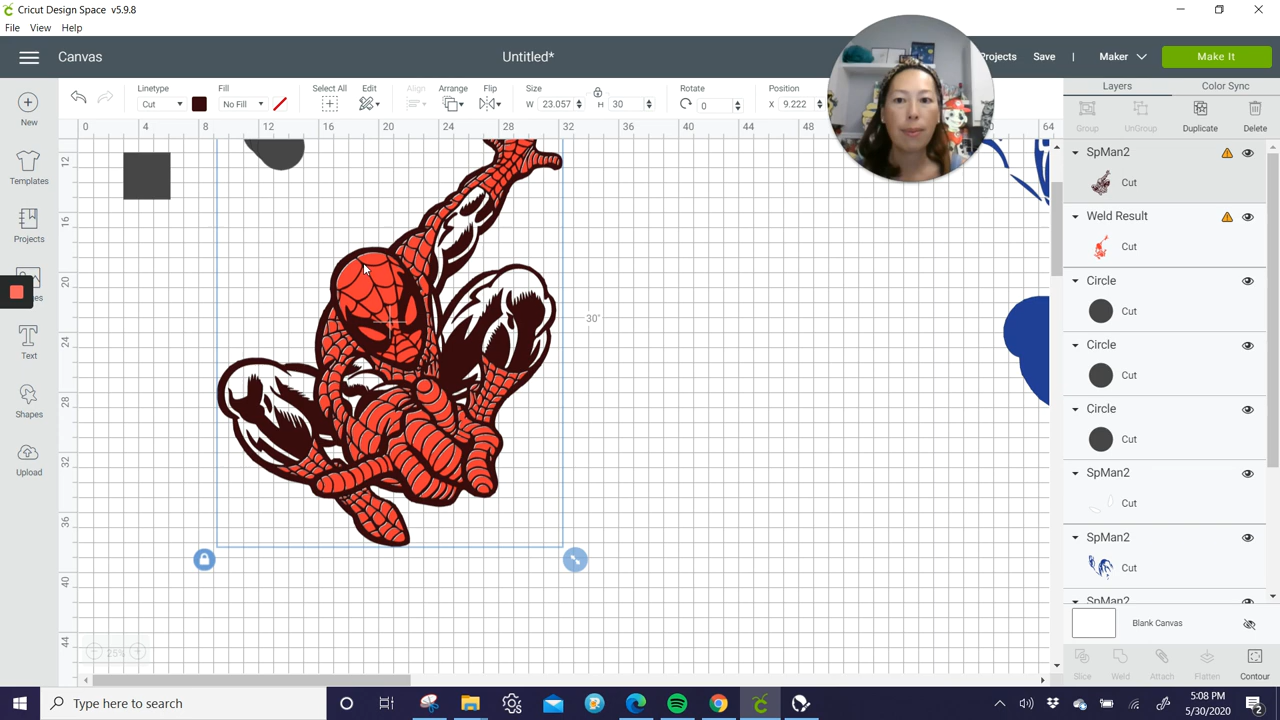 Cricut Design Space v5.9.8
File View Help
Canvas
Untitled*
Projects
Save
|
Maker
Make It
Linetype
Fill
Select All
Edit
Align
Arrange
Flip
Size
Rotate
Position
Cut
No Fill
W 23.057
H 30
0
X 9.222
Layers
Color Sync
Group
UnGroup
Duplicate
Delete
0 4 8 12 16 20 24 28 32 36 40 44 48 64
12
16
20
24
28
32
36
40
44
New
Templates
Projects
Text
Shapes
Upload
30"
25%
SpMan2
Cut
Weld Result
Cut
Circle
Cut
Circle
Cut
Circle
Cut
SpMan2
Cut
SpMan2
Cut
SpMan2
Blank Canvas
Slice
Weld
Attach
Flatten
Contour
Type here to search
5:08 PM
5/30/2020
2